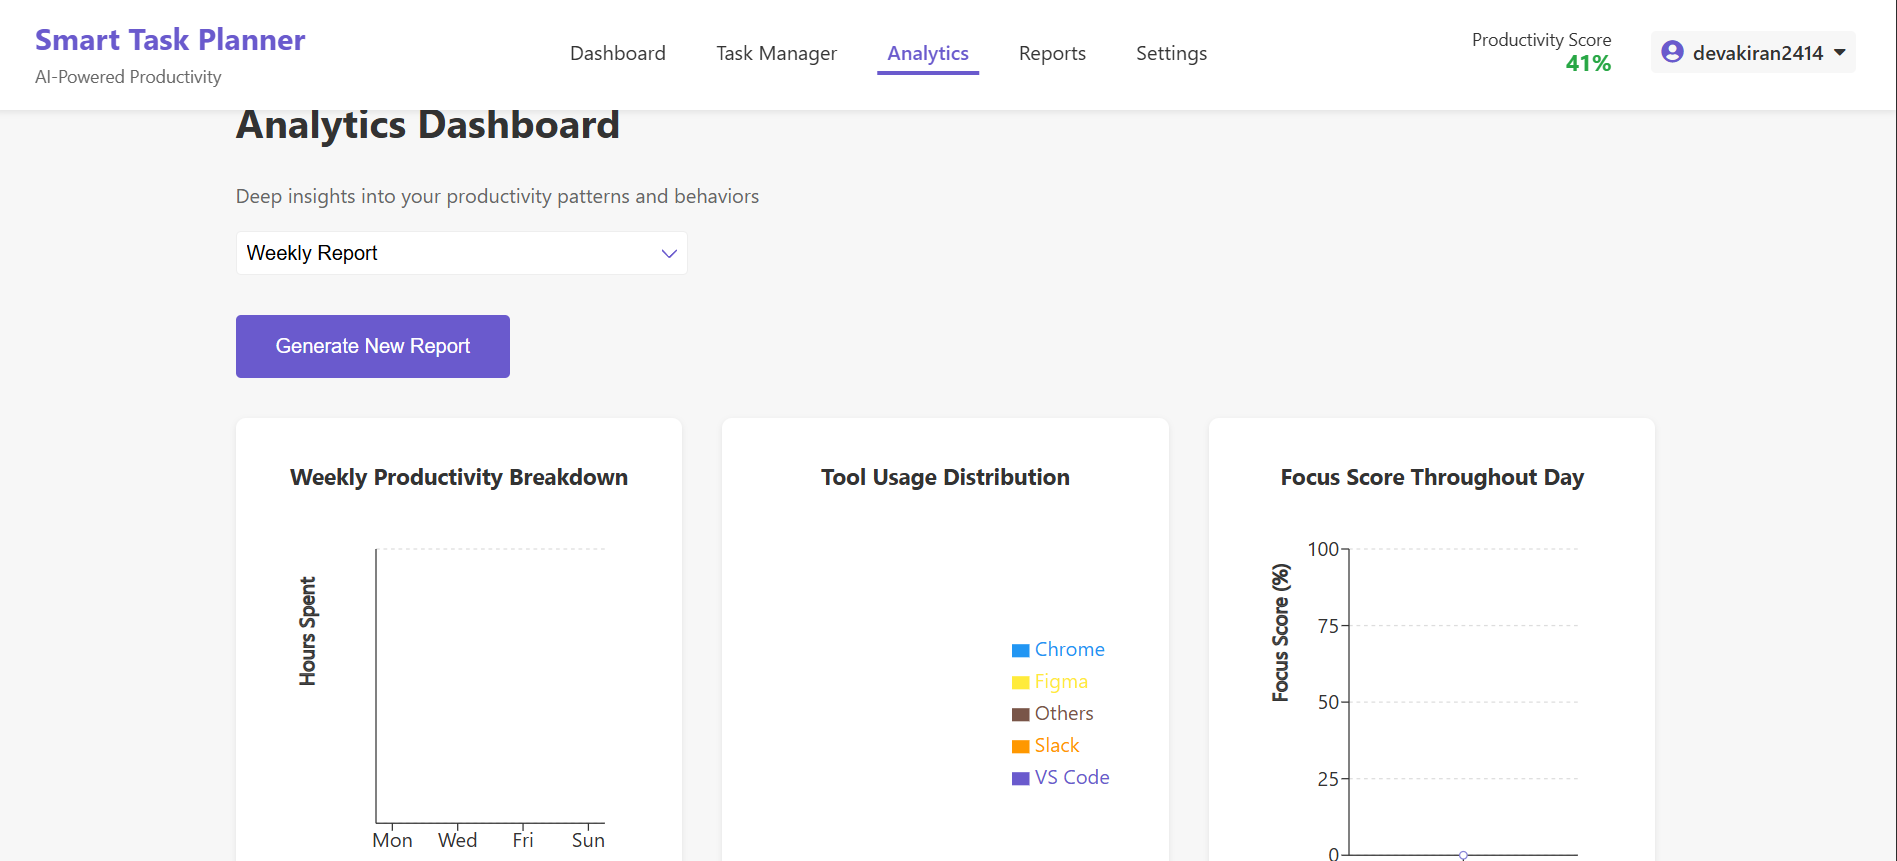 Smart Task Planner
AI-Powered Productivity
Dashboard
Task Manager
Analytics
Reports
Settings
Productivity Score
41%
devakiran2414
Analytics Dashboard
Deep insights into your productivity patterns and behaviors
Weekly Report
Generate New Report
Weekly Productivity Breakdown
Hours Spent
Mon Wed Fri Sun
Tool Usage Distribution
Chrome
Figma
Others
Slack
VS Code
Focus Score Throughout Day
Focus Score (%)
100
75
50
25
0